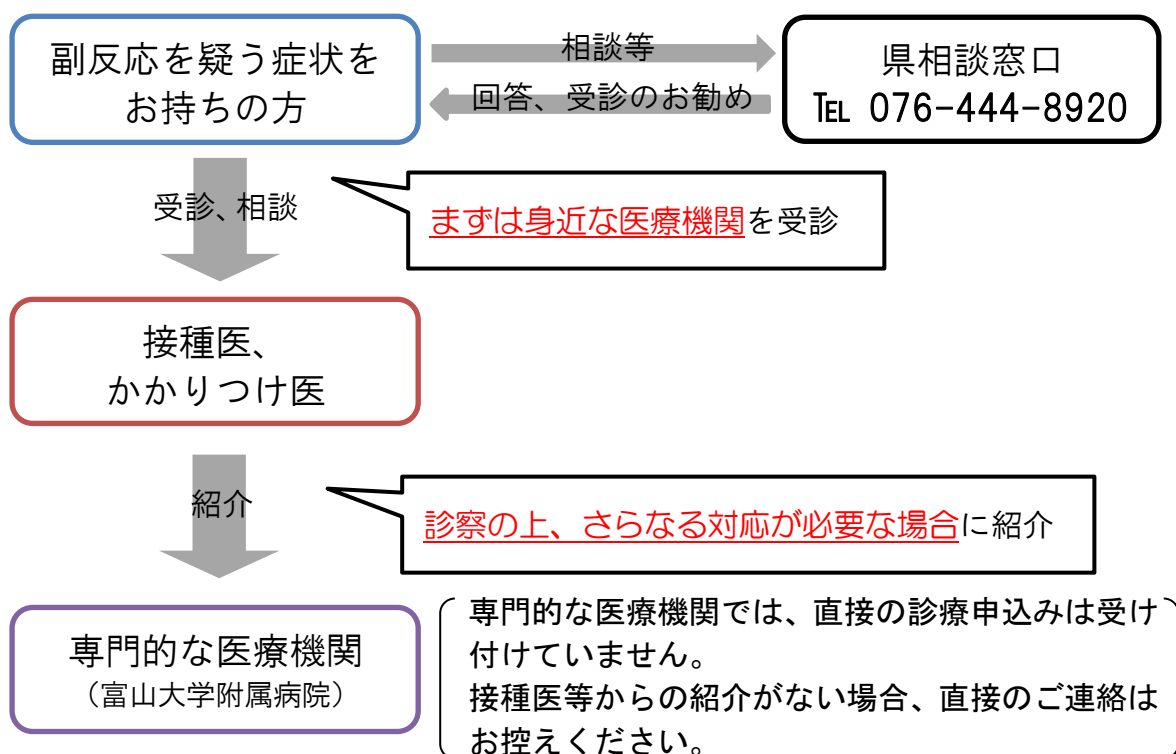 副反応を疑う症状を
お持ちの方
相談等
回答、受診のお勧め
県相談窓口
℡ 076-444-8920
受診、相談
まずは身近な医療機関を受診
接種医、
かかりつけ医
紹介
診察の上、さらなる対応が必要な場合に紹介
専門的な医療機関
（富山大学附属病院）
専門的な医療機関では、直接の診療申込みは受け
付けていません。
接種医等からの紹介がない場合、直接のご連絡は
お控えください。